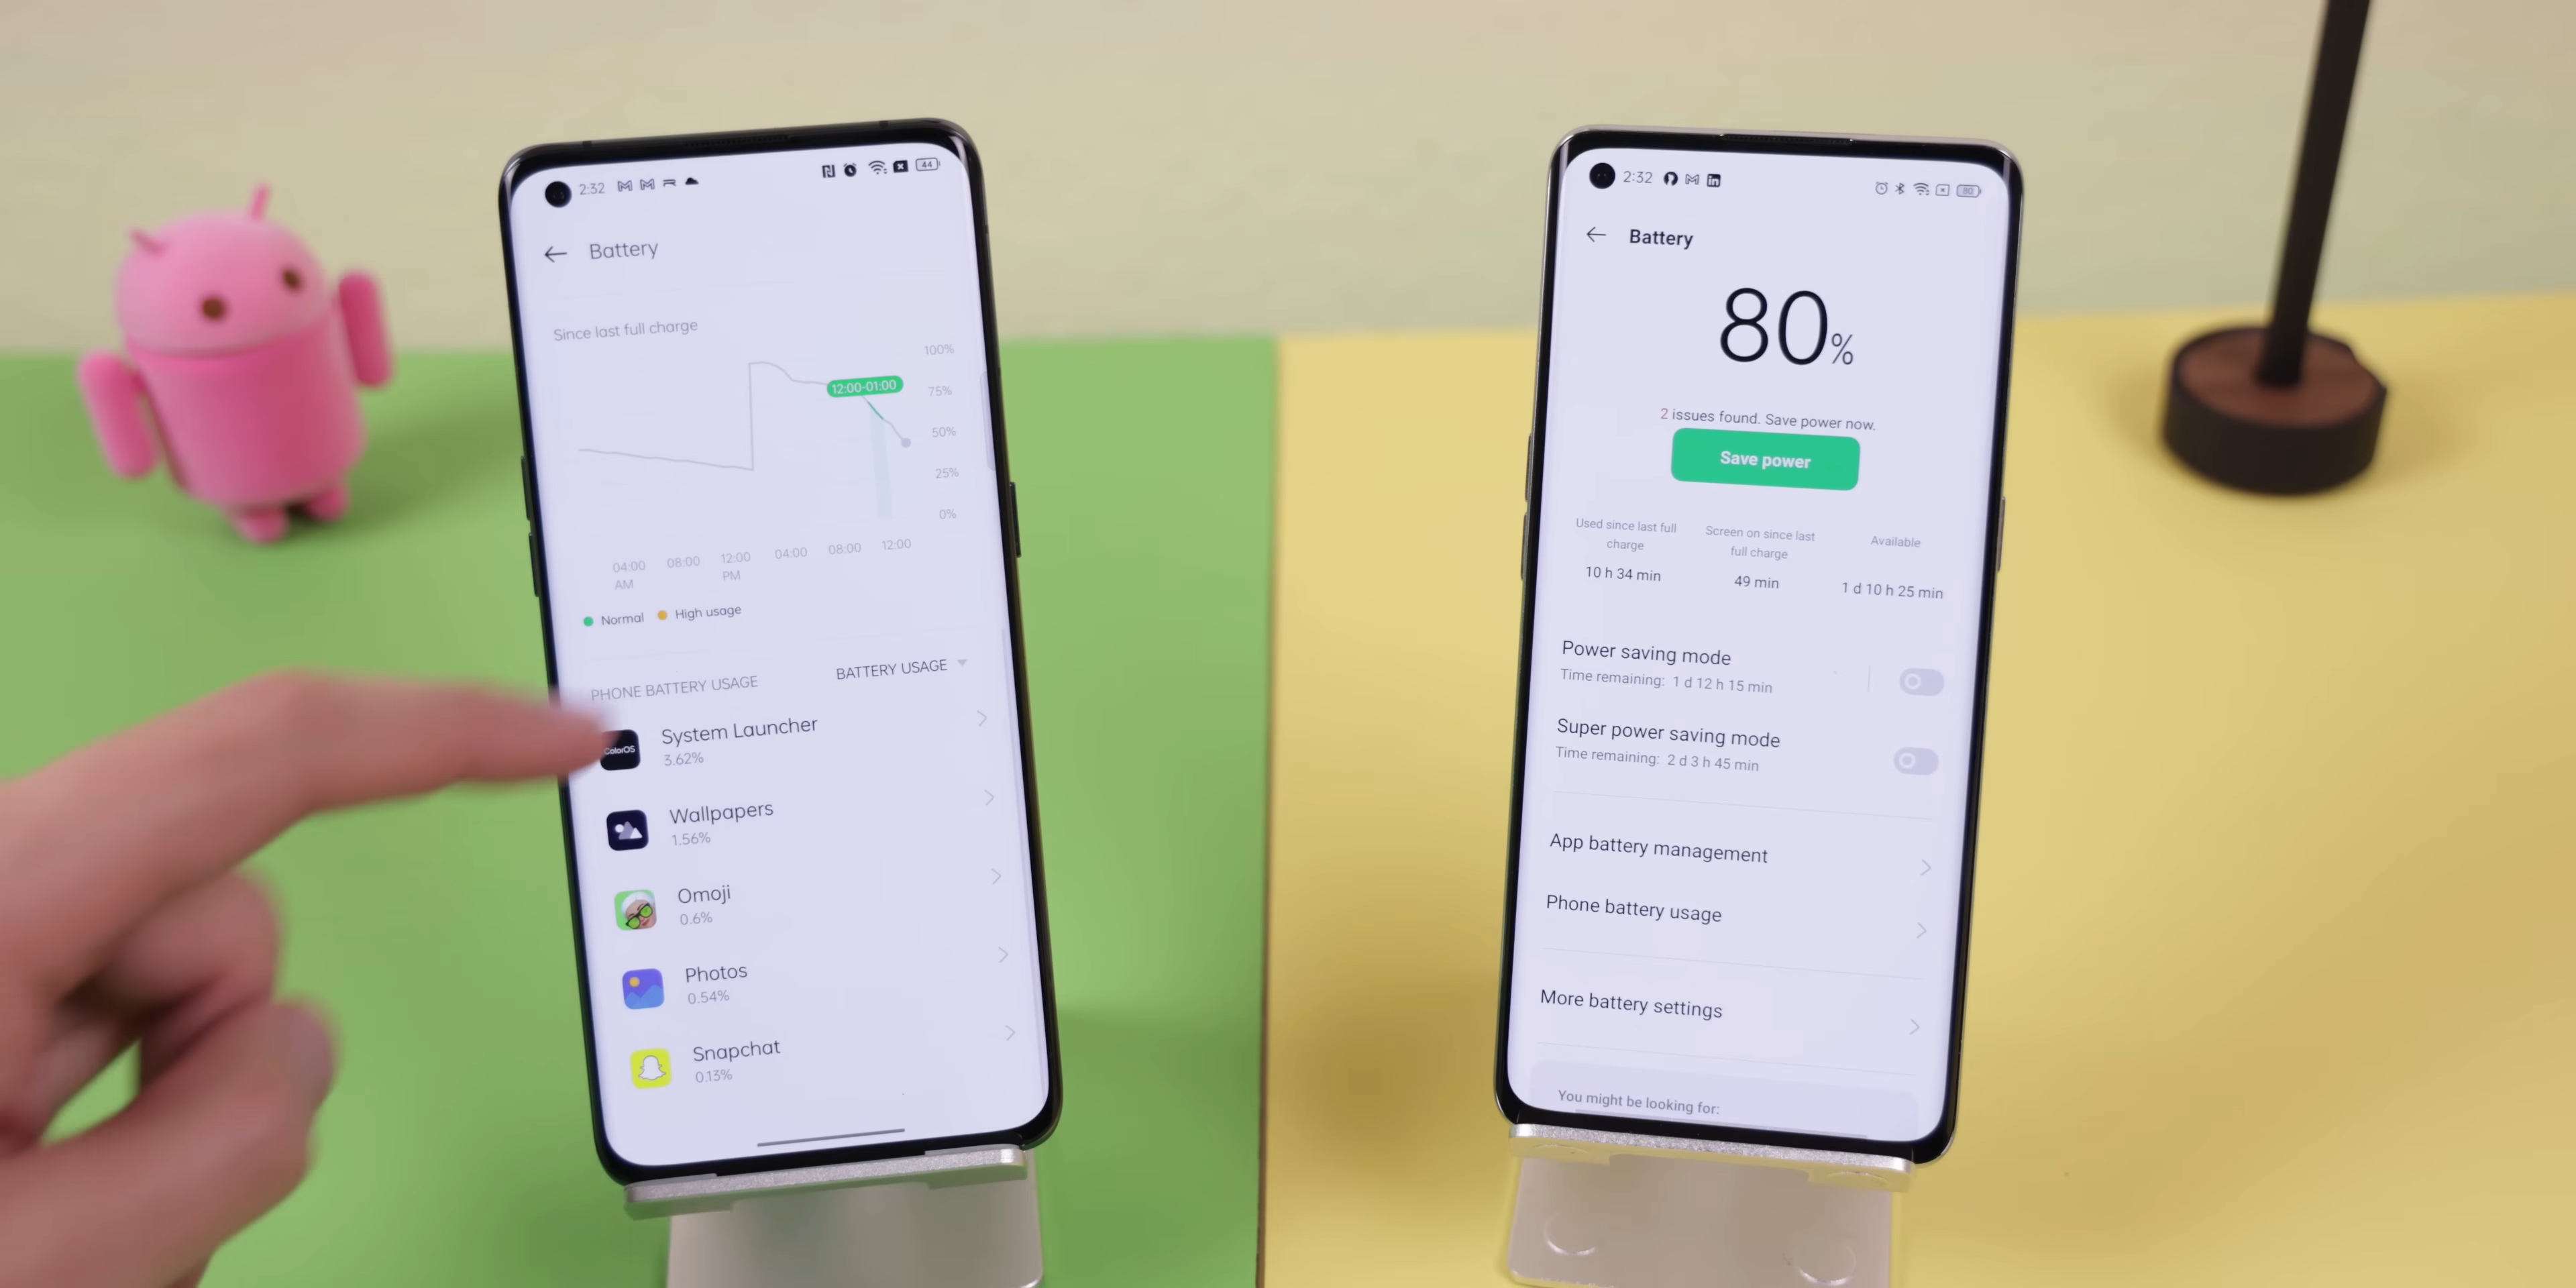 2:32
44
Battery
Since last full charge
100%
12:00-01:00
75%
50%
25%
0%
04:00
AM
08:00
12:00
PM
04:00
08:00
12:00
Normal
High usage
PHONE BATTERY USAGE
BATTERY USAGE
ColorOS
System Launcher
3.62%
Wallpapers
1.56%
Omoji
0.6%
Photos
0.54%
Snapchat
0.13%
2:32
in
80
Battery
80%
2 issues found. Save power now.
Save power
Used since last full
charge
10 h 34 min
Screen on since last
full charge
49 min
Available
1 d 10 h 25 min
Power saving mode
Time remaining: 1 d 12 h 15 min
Super power saving mode
Time remaining: 2 d 3 h 45 min
App battery management
Phone battery usage
More battery settings
You might be looking for: